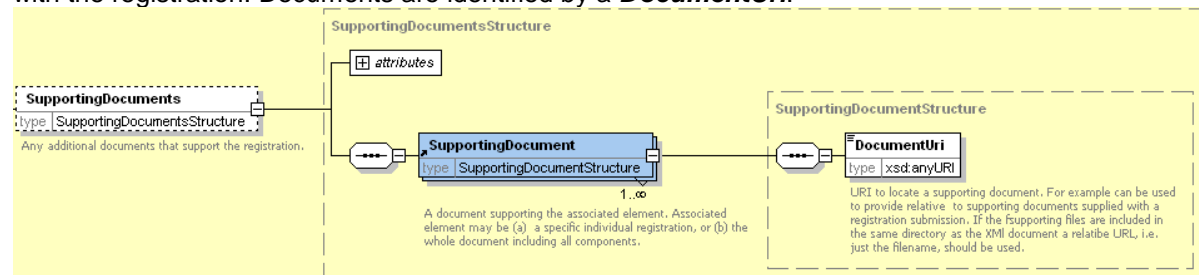 with the registration. Documents are identified by a DocumentUri.
SupportingDocumentsStructure
attributes
SupportingDocuments
type SupportingDocumentsStructure
Any additional documents that support the registration.
SupportingDocument
type SupportingDocumentStructure
1..∞
A document supporting the associated element. Associated
element may be (a) a specific individual registration, or (b) the
whole document including all components.
SupportingDocumentStructure
DocumentUri
type xsd:anyURI
URI to locate a supporting document. For example can be used
to provide relative to supporting documents supplied with a
registration submission. If the fsupporting files are included in
the same directory as the XMl document a relatibe URL, i.e.
just the filename, should be used.